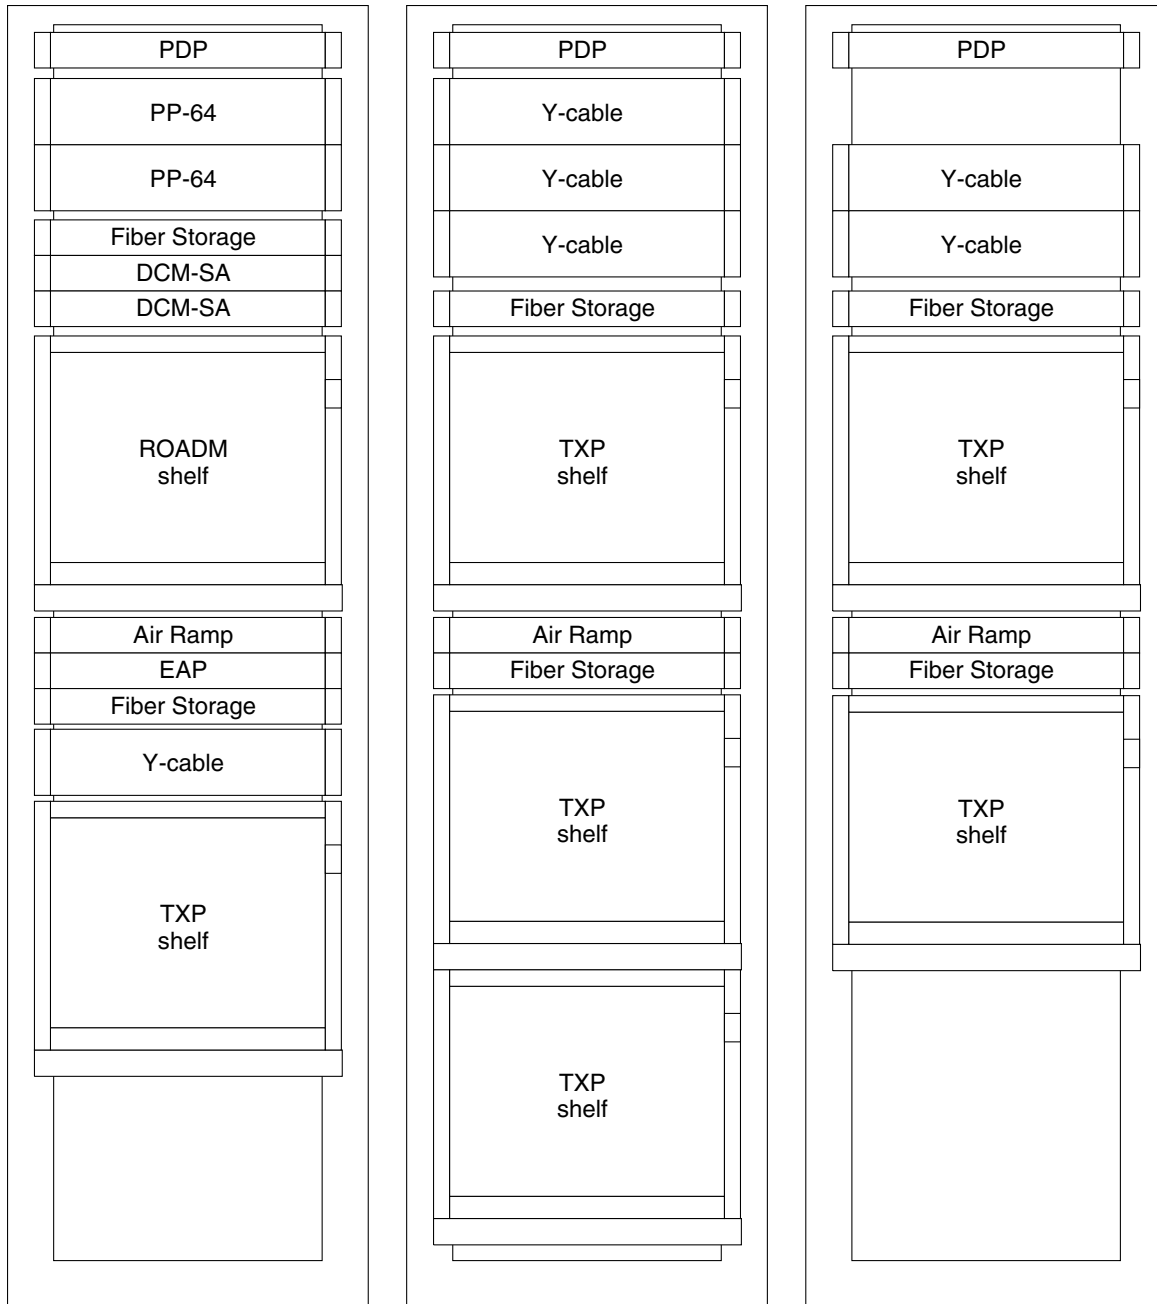 PDP
PP-64
PP-64
Fiber Storage
DCM-SA
DCM-SA
ROADM
shelf
Air Ramp
EAP
Fiber Storage
Y-cable
TXP
shelf
PDP
Y-cable
Y-cable
Y-cable
Fiber Storage
TXP
shelf
Air Ramp
Fiber Storage
TXP
shelf
TXP
shelf
PDP
Y-cable
Y-cable
Fiber Storage
TXP
shelf
Air Ramp
Fiber Storage
TXP
shelf